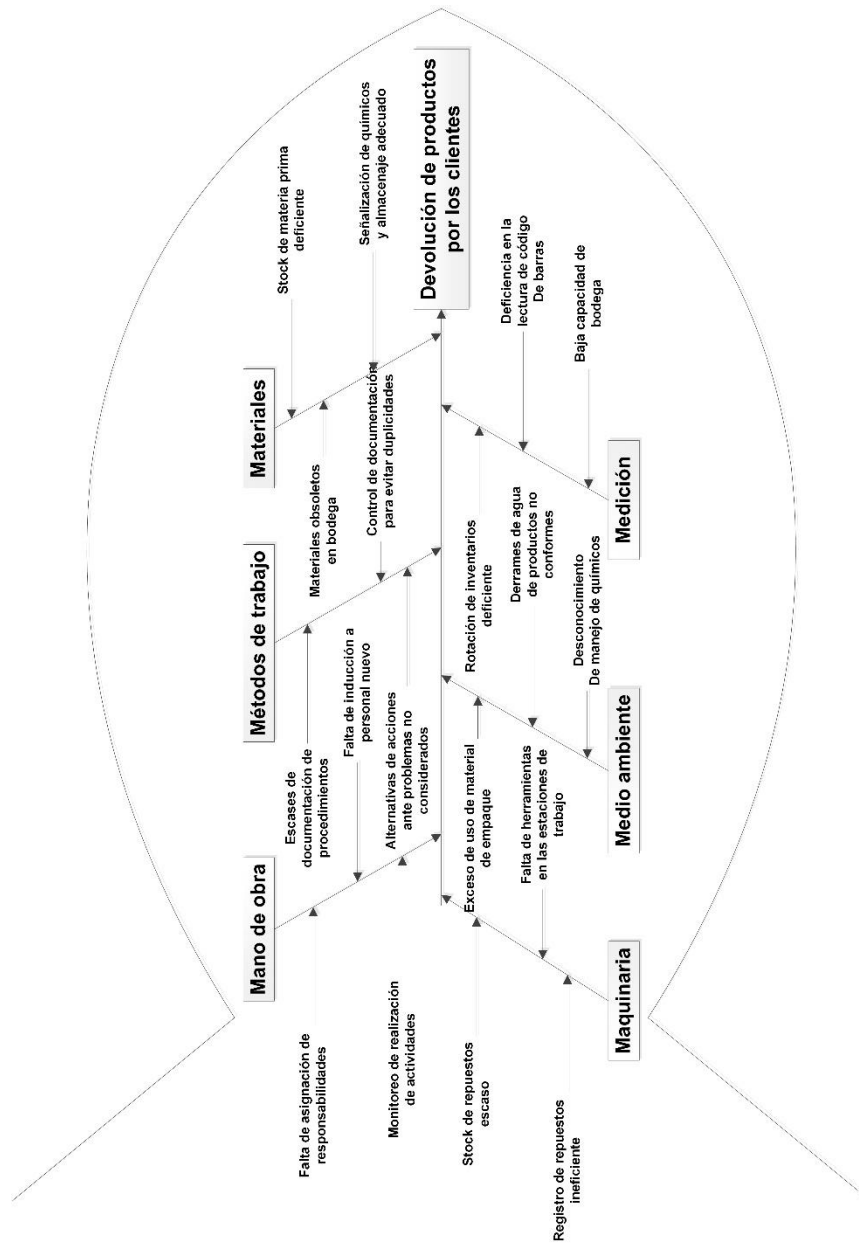 Mano de obra
Métodos de trabajo
Materiales
Falta de asignación de
responsabilidades
Falta de inducción a
personal nuevo
Monitoreo de realización
de actividades
Escases de
documentación de
procedimientos
Control de documentación
para evitar duplicidades
Alternativas de acciones
ante problemas no
considerados
Stock de materia prima
deficiente
Materiales obsoletos
en bodega
Señalización de químicos
y almacenaje adecuado
Devolución de productos
por los clientes
Stock de repuestos
escaso
Falta de herramientas
en las estaciones de
trabajo
Registro de repuestos
ineficiente
Exceso de uso de material
de empaque
Derrames de agua
de productos no
conformes
Desconocimiento
De manejo de químicos
Rotación de inventarios
deficiente
Deficiencia en la
lectura de código
De barras
Baja capacidad de
bodega
Maquinaria
Medio ambiente
Medición